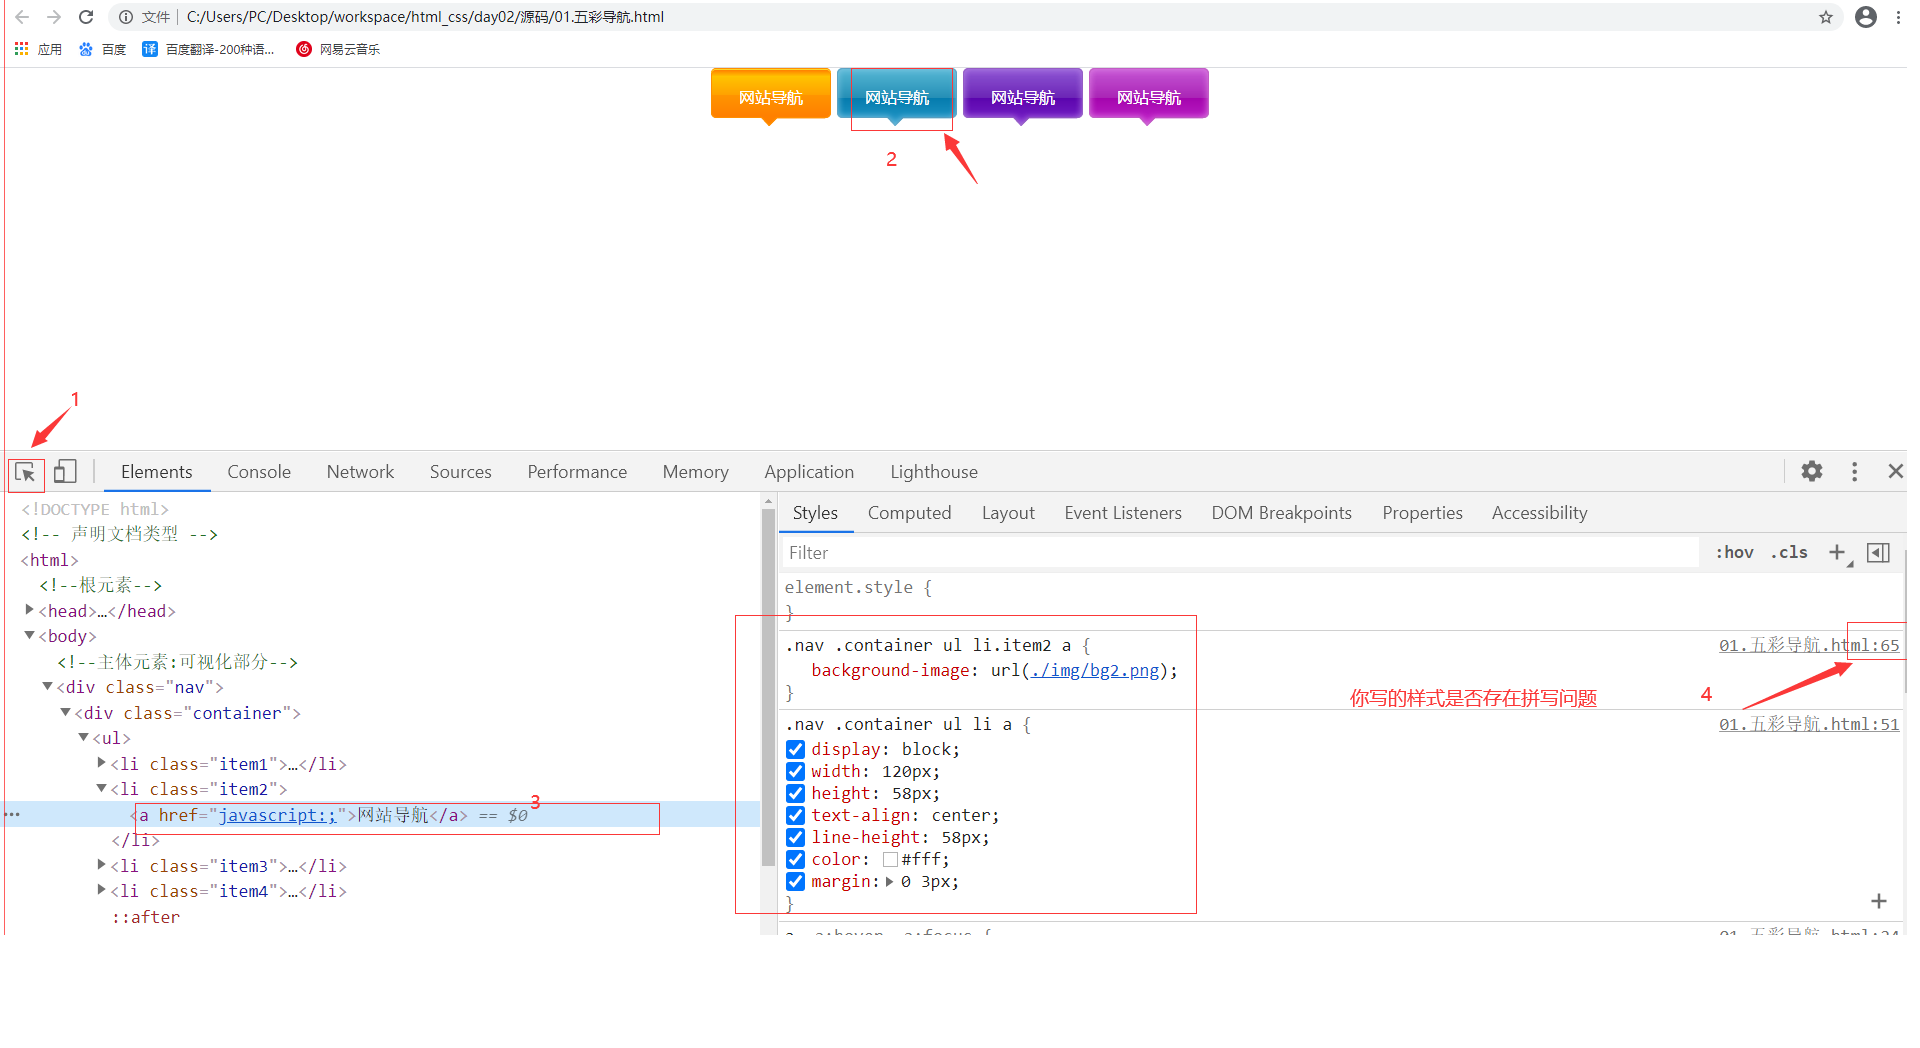 文件 C:/Users/PC/Desktop/workspace/html_css/day02/源码/01.五彩导航.html
应用 百度 译 百度翻译-200种语... 网易云音乐
网站导航 网站导航 网站导航 网站导航
2
1
Elements Console Network Sources Performance Memory Application Lighthouse
<!DOCTYPE html>
<!-- 声明文档类型 -->
<html>
<!--根元素-->
<head>…</head>
<body>
<!--主体元素:可视化部分-->
<div class="nav">
<div class="container">
<ul>
<li class="item1">…</li>
<li class="item2">
<a href="javascript:;">网站导航</a> == $0
3
</li>
<li class="item3">…</li>
<li class="item4">…</li>
::after
Styles Computed Layout Event Listeners DOM Breakpoints Properties Accessibility
Filter :hov .cls
element.style {
}
.nav .container ul li.item2 a { 01.五彩导航.html:65
background-image: url(./img/bg2.png);
}
你写的样式是否存在拼写问题 4
.nav .container ul li a { 01.五彩导航.html:51
display: block;
width: 120px;
height: 58px;
text-align: center;
line-height: 58px;
color: #fff;
margin: 0 3px;
}
a, a:hover, a:focus { 01.五彩导航.html:24